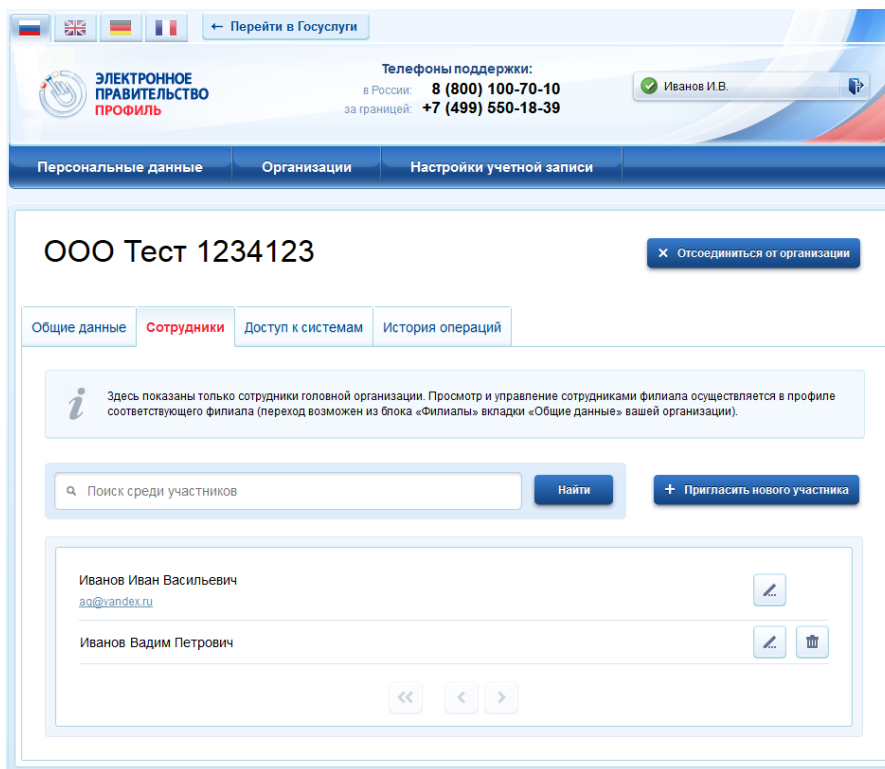 ← Перейти в Госуслуги
ЭЛЕКТРОННОЕ
ПРАВИТЕЛЬСТВО
ПРОФИЛЬ
Телефоны поддержки:
в России: 8 (800) 100-70-10
за границей: +7 (499) 550-18-39
Иванов И.В.
Персональные данные Организации Настройки учетной записи
ООО Тест 1234123
× Отсоединиться от организации
Общие данные Сотрудники Доступ к системам История операций
Здесь показаны только сотрудники головной организации. Просмотр и управление сотрудниками филиала осуществляется в профиле
соответствующего филиала (переход возможен из блока «Филиалы» вкладки «Общие данные» вашей организации).
Поиск среди участников
Найти
+ Пригласить нового участника
Иванов Иван Васильевич
aq@yandex.ru
Иванов Вадим Петрович